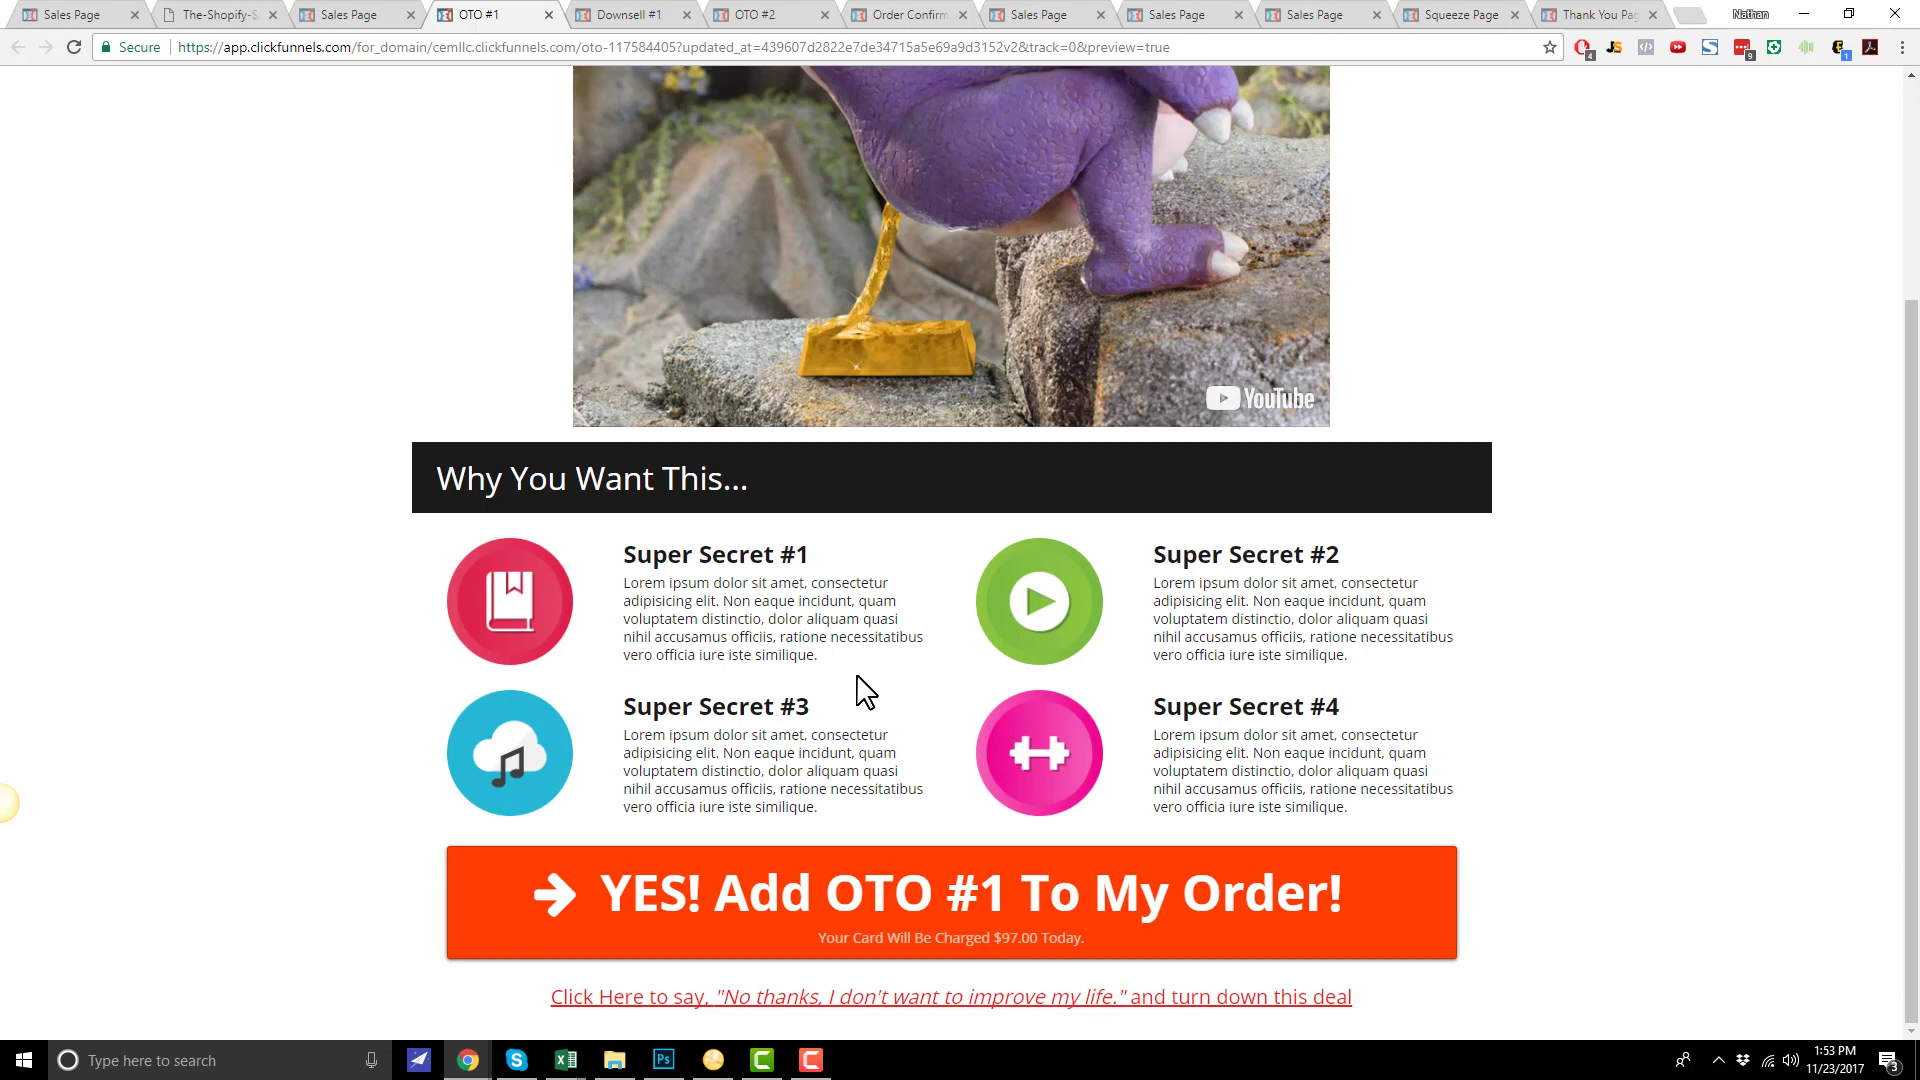 Sales Page
The-Shopify-S
Sales Page
OTO #1
Downsell #1
OTO #2
Order Confirm
Sales Page
Sales Page
Sales Page
Squeeze Page
Thank You Pag
Nathan
Secure
https://app.clickfunnels.com/for_domain/cemllc.clickfunnels.com/oto-117584405?updated_at=439607d2822e7de34715a5e69a9d3152v2&track=0&preview=true
4
JS
S
9
1
YouTube
Why You Want This...
Super Secret #1
Lorem ipsum dolor sit amet, consectetur
adipisicing elit. Non eaque incidunt, quam
voluptatem distinctio, dolor aliquam quasi
nihil accusamus officiis, ratione necessitatibus
vero officia iure iste similique.
Super Secret #2
Lorem ipsum dolor sit amet, consectetur
adipisicing elit. Non eaque incidunt, quam
voluptatem distinctio, dolor aliquam quasi
nihil accusamus officiis, ratione necessitatibus
vero officia iure iste similique.
Super Secret #3
Lorem ipsum dolor sit amet, consectetur
adipisicing elit. Non eaque incidunt, quam
voluptatem distinctio, dolor aliquam quasi
nihil accusamus officiis, ratione necessitatibus
vero officia iure iste similique.
Super Secret #4
Lorem ipsum dolor sit amet, consectetur
adipisicing elit. Non eaque incidunt, quam
voluptatem distinctio, dolor aliquam quasi
nihil accusamus officiis, ratione necessitatibus
vero officia iure iste similique.
YES! Add OTO #1 To My Order!
Your Card Will Be Charged $97.00 Today.
Click Here to say, "No thanks, I don't want to improve my life." and turn down this deal
Type here to search
Ps
1:53 PM
11/23/2017
3